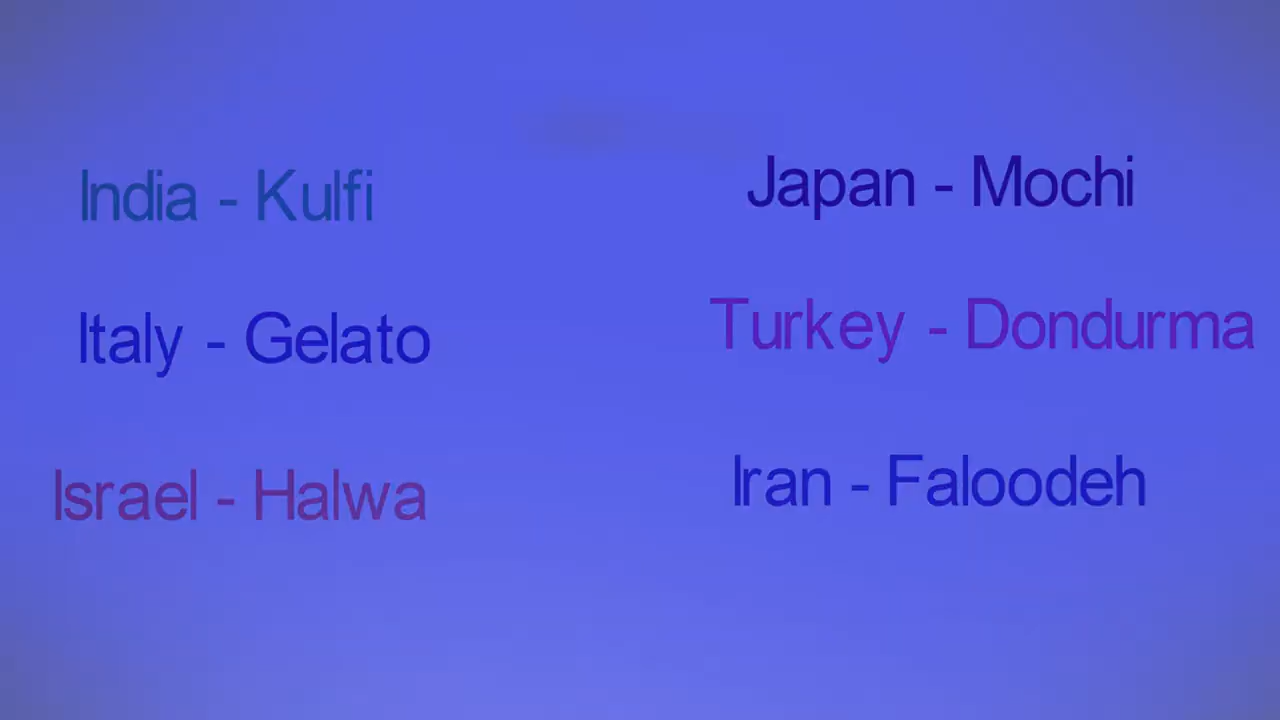 India - Kulfi
Japan - Mochi
Italy - Gelato
Turkey - Dondurma
Israel - Halwa
Iran - Faloodeh